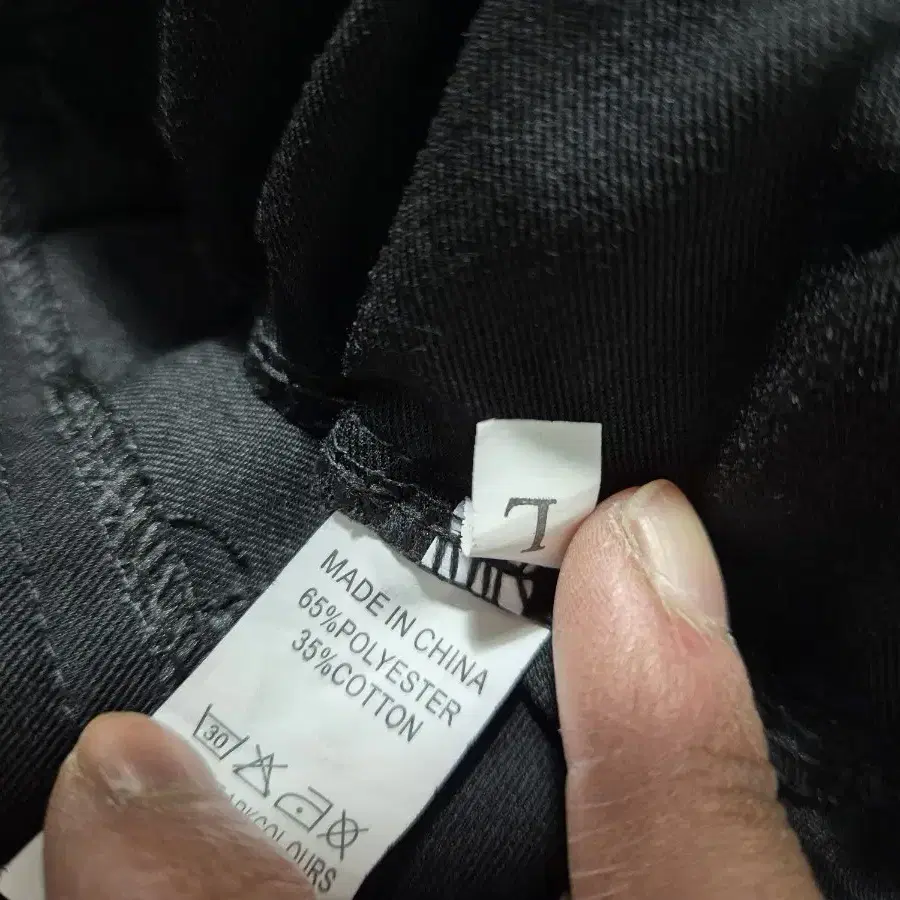 L
MADE IN CHINA
65%POLYESTER
35%COTTON
30
COLOURS